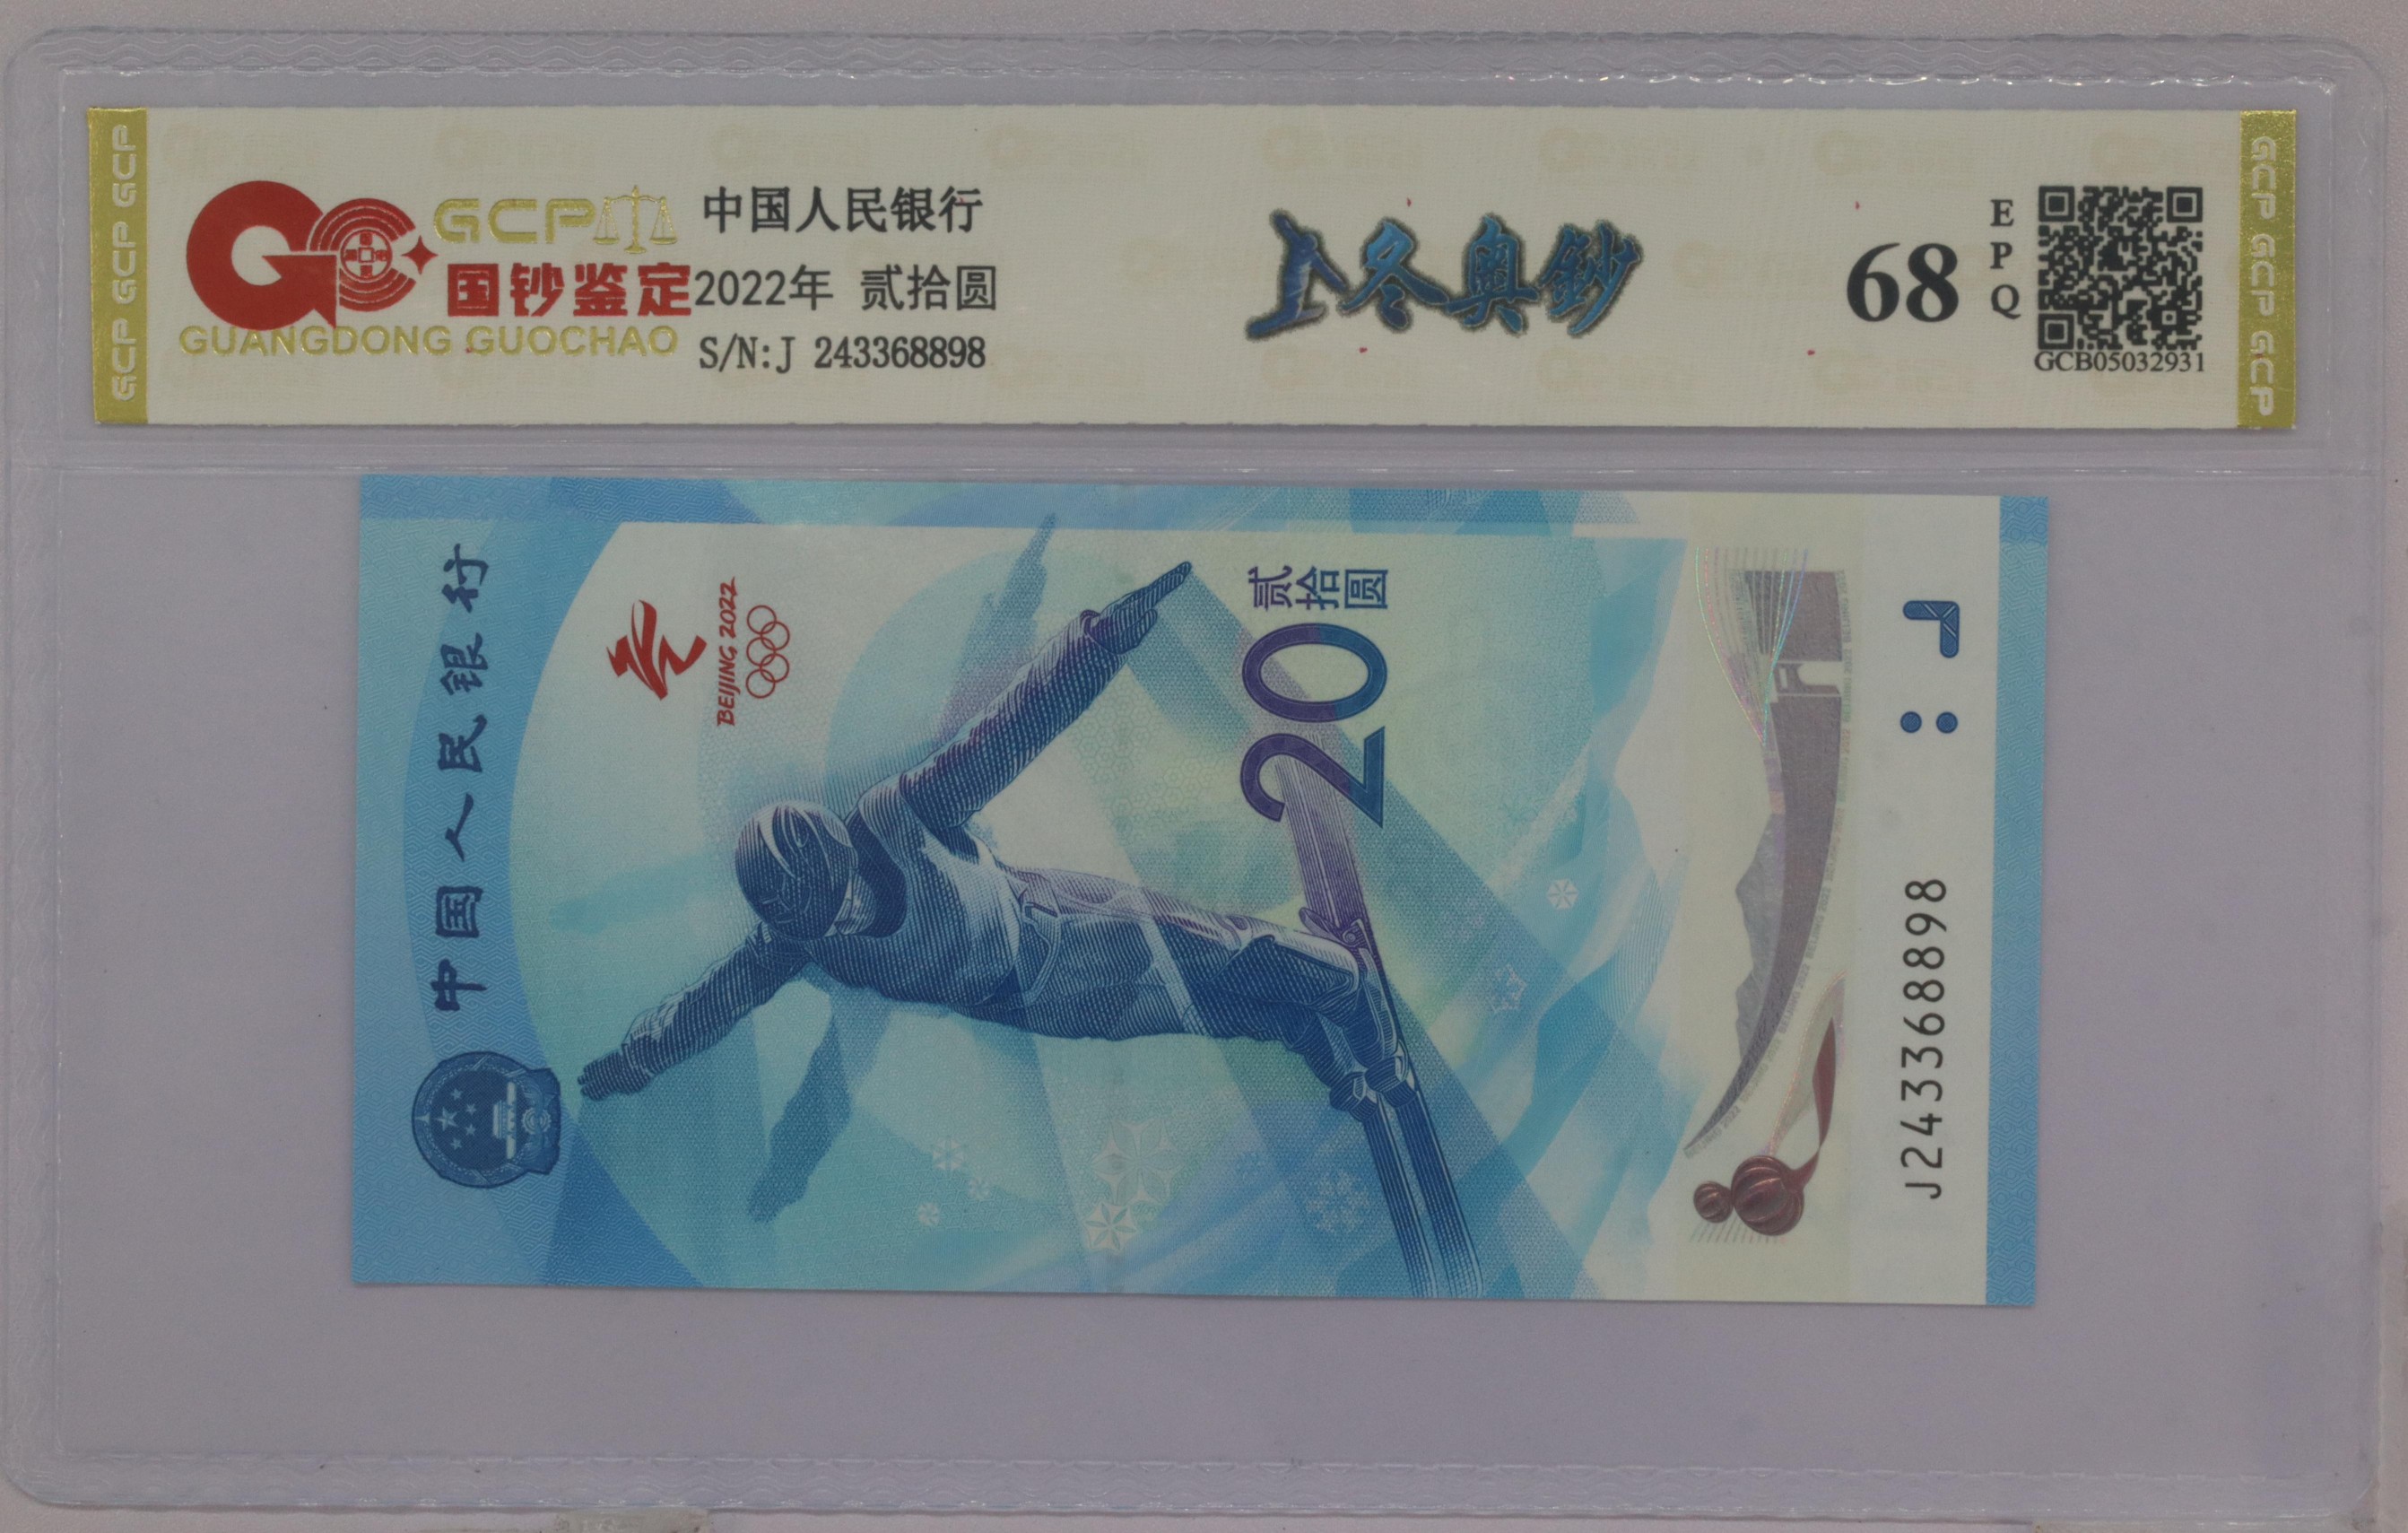 GCP GCP GCP
GCP
国钞鉴定
GUANGDONG GUOCHAO
中国人民银行
2022年 贰拾圆
S/N:J 243368898
冬奥鈔
68
EPQ
GCB05032931
GCP GCP GCP
中国人民银行
BEIJING 2022
贰拾圆
20
J243368898